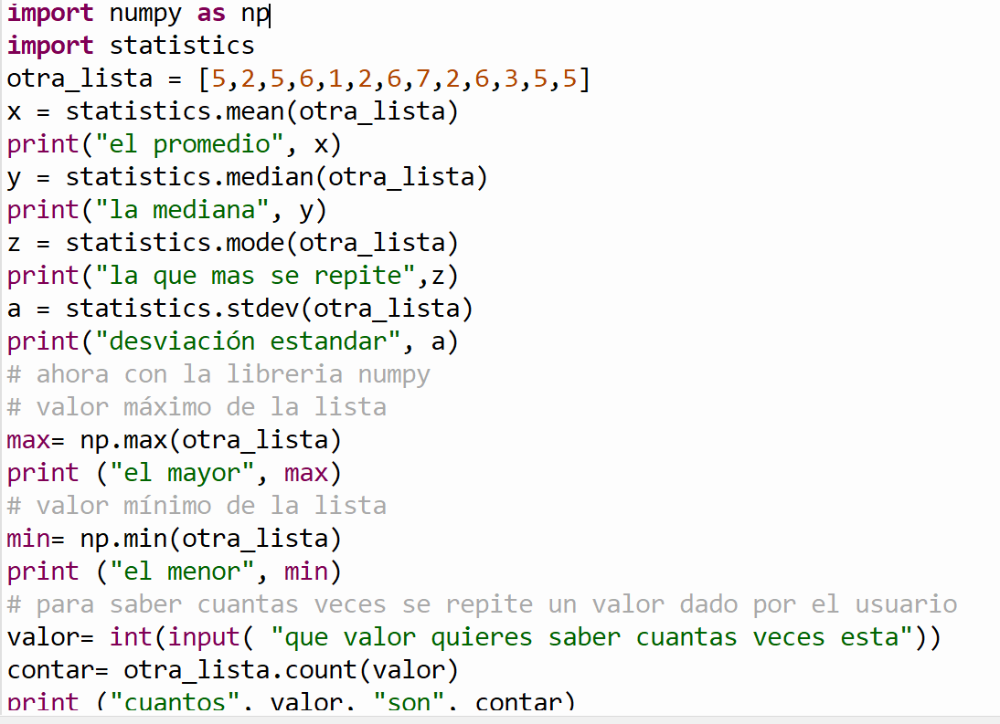 import numpy as np
import statistics
otra_lista = [5,2,5,6,1,2,6,7,2,6,3,5,5]
x = statistics.mean(otra_lista)
print("el promedio", x)
y = statistics.median(otra_lista)
print("la mediana", y)
z = statistics.mode(otra_lista)
print("la que mas se repite",z)
a = statistics.stdev(otra_lista)
print("desviación estandar", a)
# ahora con la libreria numpy
# valor máximo de la lista
max= np.max(otra_lista)
print ("el mayor", max)
# valor mínimo de la lista
min= np.min(otra_lista)
print ("el menor", min)
# para saber cuantas veces se repite un valor dado por el usuario
valor= int(input( "que valor quieres saber cuantas veces esta"))
contar= otra_lista.count(valor)
print ("cuantos", valor, "son", contar)